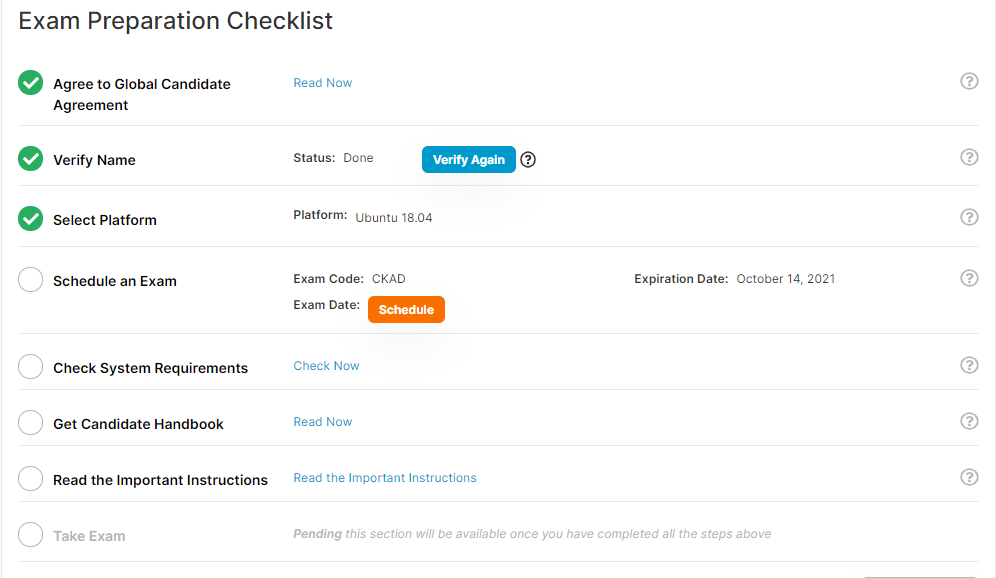 Exam Preparation Checklist
Agree to Global Candidate
Agreement
Read Now
?
Verify Name
Status: Done
Verify Again
?
?
Select Platform
Platform: Ubuntu 18.04
?
Schedule an Exam
Exam Code: CKAD
Expiration Date: October 14, 2021
?
Exam Date: Schedule
Check System Requirements
Check Now
?
Get Candidate Handbook
Read Now
?
Read the Important Instructions
Read the Important Instructions
?
Take Exam
Pending this section will be available once you have completed all the steps above